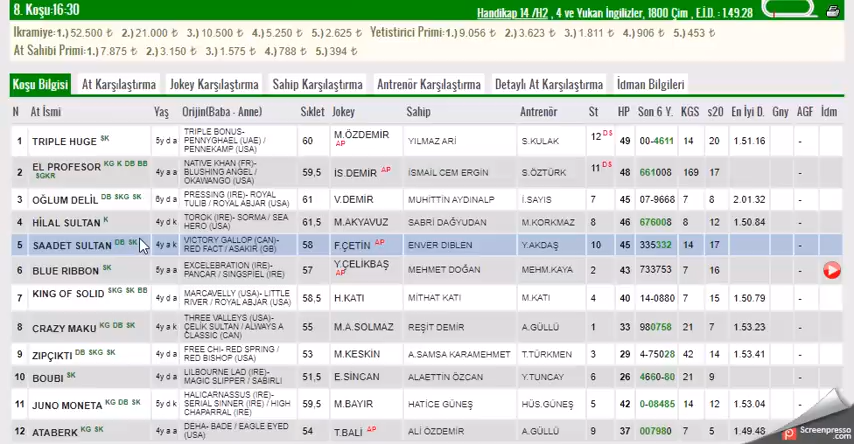 8. Koşu:16-30
Handikap 14 /H2 , 4 ve Yukarı İngilizler, 1800 Çim , E.İ.D. : 1.49.28
Ikramiye:1.) 52.500 ₺ 2.) 21.000 ₺ 3.) 10.500 ₺ 4.) 5.250 ₺ 5.) 2.625 ₺ Yetistirici Primi:1.) 9.056 ₺ 2.) 3.623 ₺ 3.) 1.811 ₺ 4.) 906 ₺ 5.) 453 ₺
At Sahibi Primi:1.) 7.875 ₺ 2.) 3.150 ₺ 3.) 1.575 ₺ 4.) 788 ₺ 5.) 394 ₺
Koşu Bilgisi At Karşılaştırma Jokey Karşılaştırma Sahip Karşılaştırma Antrenör Karşılaştırma Detaylı At Karşılaştırma İdman Bilgileri
N At İsmi Yaş Orijin(Baba - Anne) Sıklet Jokey Sahip Antrenör St HP Son 6 Y. KGS s20 En İyi D. Gny AGF İdm
1 TRIPLE HUGE SK 5y d a TRIPLE BONUS- PENNYGHAEL (UAE) / PENNEKAMP (USA) 60 M.ÖZDEMİR AP YILMAZ ARİ S.KULAK 12 DS 49 00-4611 14 20 1.51.16 -
2 EL PROFESOR KG K DB BB SGKR 4y a a NATIVE KHAN (FR)- BLUSHING ANGEL / OKAWANGO (USA) 59,5 İS.DEMİR AP İSMAİL CEM ERGİN S.ÖZTÜRK 11 DS 48 661008 169 17 -
3 OĞLUM DELİL DB SKG SK 8y d a PRESSING (IRE)- ROYAL TULIP / ROYAL ABJAR (USA) 61 V.DEMİR MUHİTTİN AYDINALP İ.SAYIS 7 45 07-9668 7 8 2.01.32 -
4 HİLAL SULTAN K 4y d k TOROK (IRE)- SORMA / SEA HERO (USA) 61,5 M.AKYAVUZ SABRİ DAĞYUDAN M.KORKMAZ 8 46 676008 8 12 1.50.84 -
5 SAADET SULTAN DB SK 4y a k VICTORY GALLOP (CAN)- RED FACT / ASAKIR (GB) 58 F.ÇETİN AP ENVER DIBLEN Y.AKDAŞ 10 45 335332 14 17 -
6 BLUE RIBBON SK 5y a a EXCELEBRATION (IRE)- PANCAR / SINGSPIEL (IRE) 57 Y.ÇELİKBAŞ AP MEHMET DOĞAN MEHM.KAYA 2 43 733753 7 16 -
7 KING OF SOLID SKG SK BB 4y d a MARCAVELLY (USA)- LITTLE RIVER / ROYAL ABJAR (USA) 58,5 H.KATI MİTHAT KATI M.KATI 4 40 14-0880 7 15 1.50.79 -
8 CRAZY MAKU KG DB SK 4y a k THREE VALLEYS (USA)- ÇELİK SULTAN / ALWAYS A CLASSIC (CAN) 55 M.A.SOLMAZ REŞİT DEMİR A.GÜLLÜ 1 33 980758 21 7 1.53.23 -
9 ZIPÇIKTI DB SKG SK 5y d a FREE CHI- RED SPRING / RED BISHOP (USA) 53 M.KESKİN A.SAMSA KARAMEHMET T.TÜRKMEN 3 29 4-75028 42 14 1.53.41 -
10 BOUBI SK 5y d a LILBOURNE LAD (IRE)- MAGIC SLIPPER / SABIRLI 51,5 E.SİNCAN ALAETTİN ÖZCAN Y.TUNCAY 6 26 4660-80 21 9 -
11 JUNO MONETA KG DB SK 5y d k HALICARNASSUS (IRE)- SERIAL SINNER (IRE) / HIGH CHAPARRAL (IRE) 59,5 M.BAYIR HATİCE GÜNEŞ HÜS.GÜNEŞ 5 42 0-08485 14 12 1.53.04 -
12 ATABERK KG SK 4y a a DEHA- BADE / EAGLE EYED (USA) 54 T.BALİ AP ALİ ÖZDEMİR A.GÜLLÜ 9 37 007980 7 5 1.49.48 -
Screenpresso.com